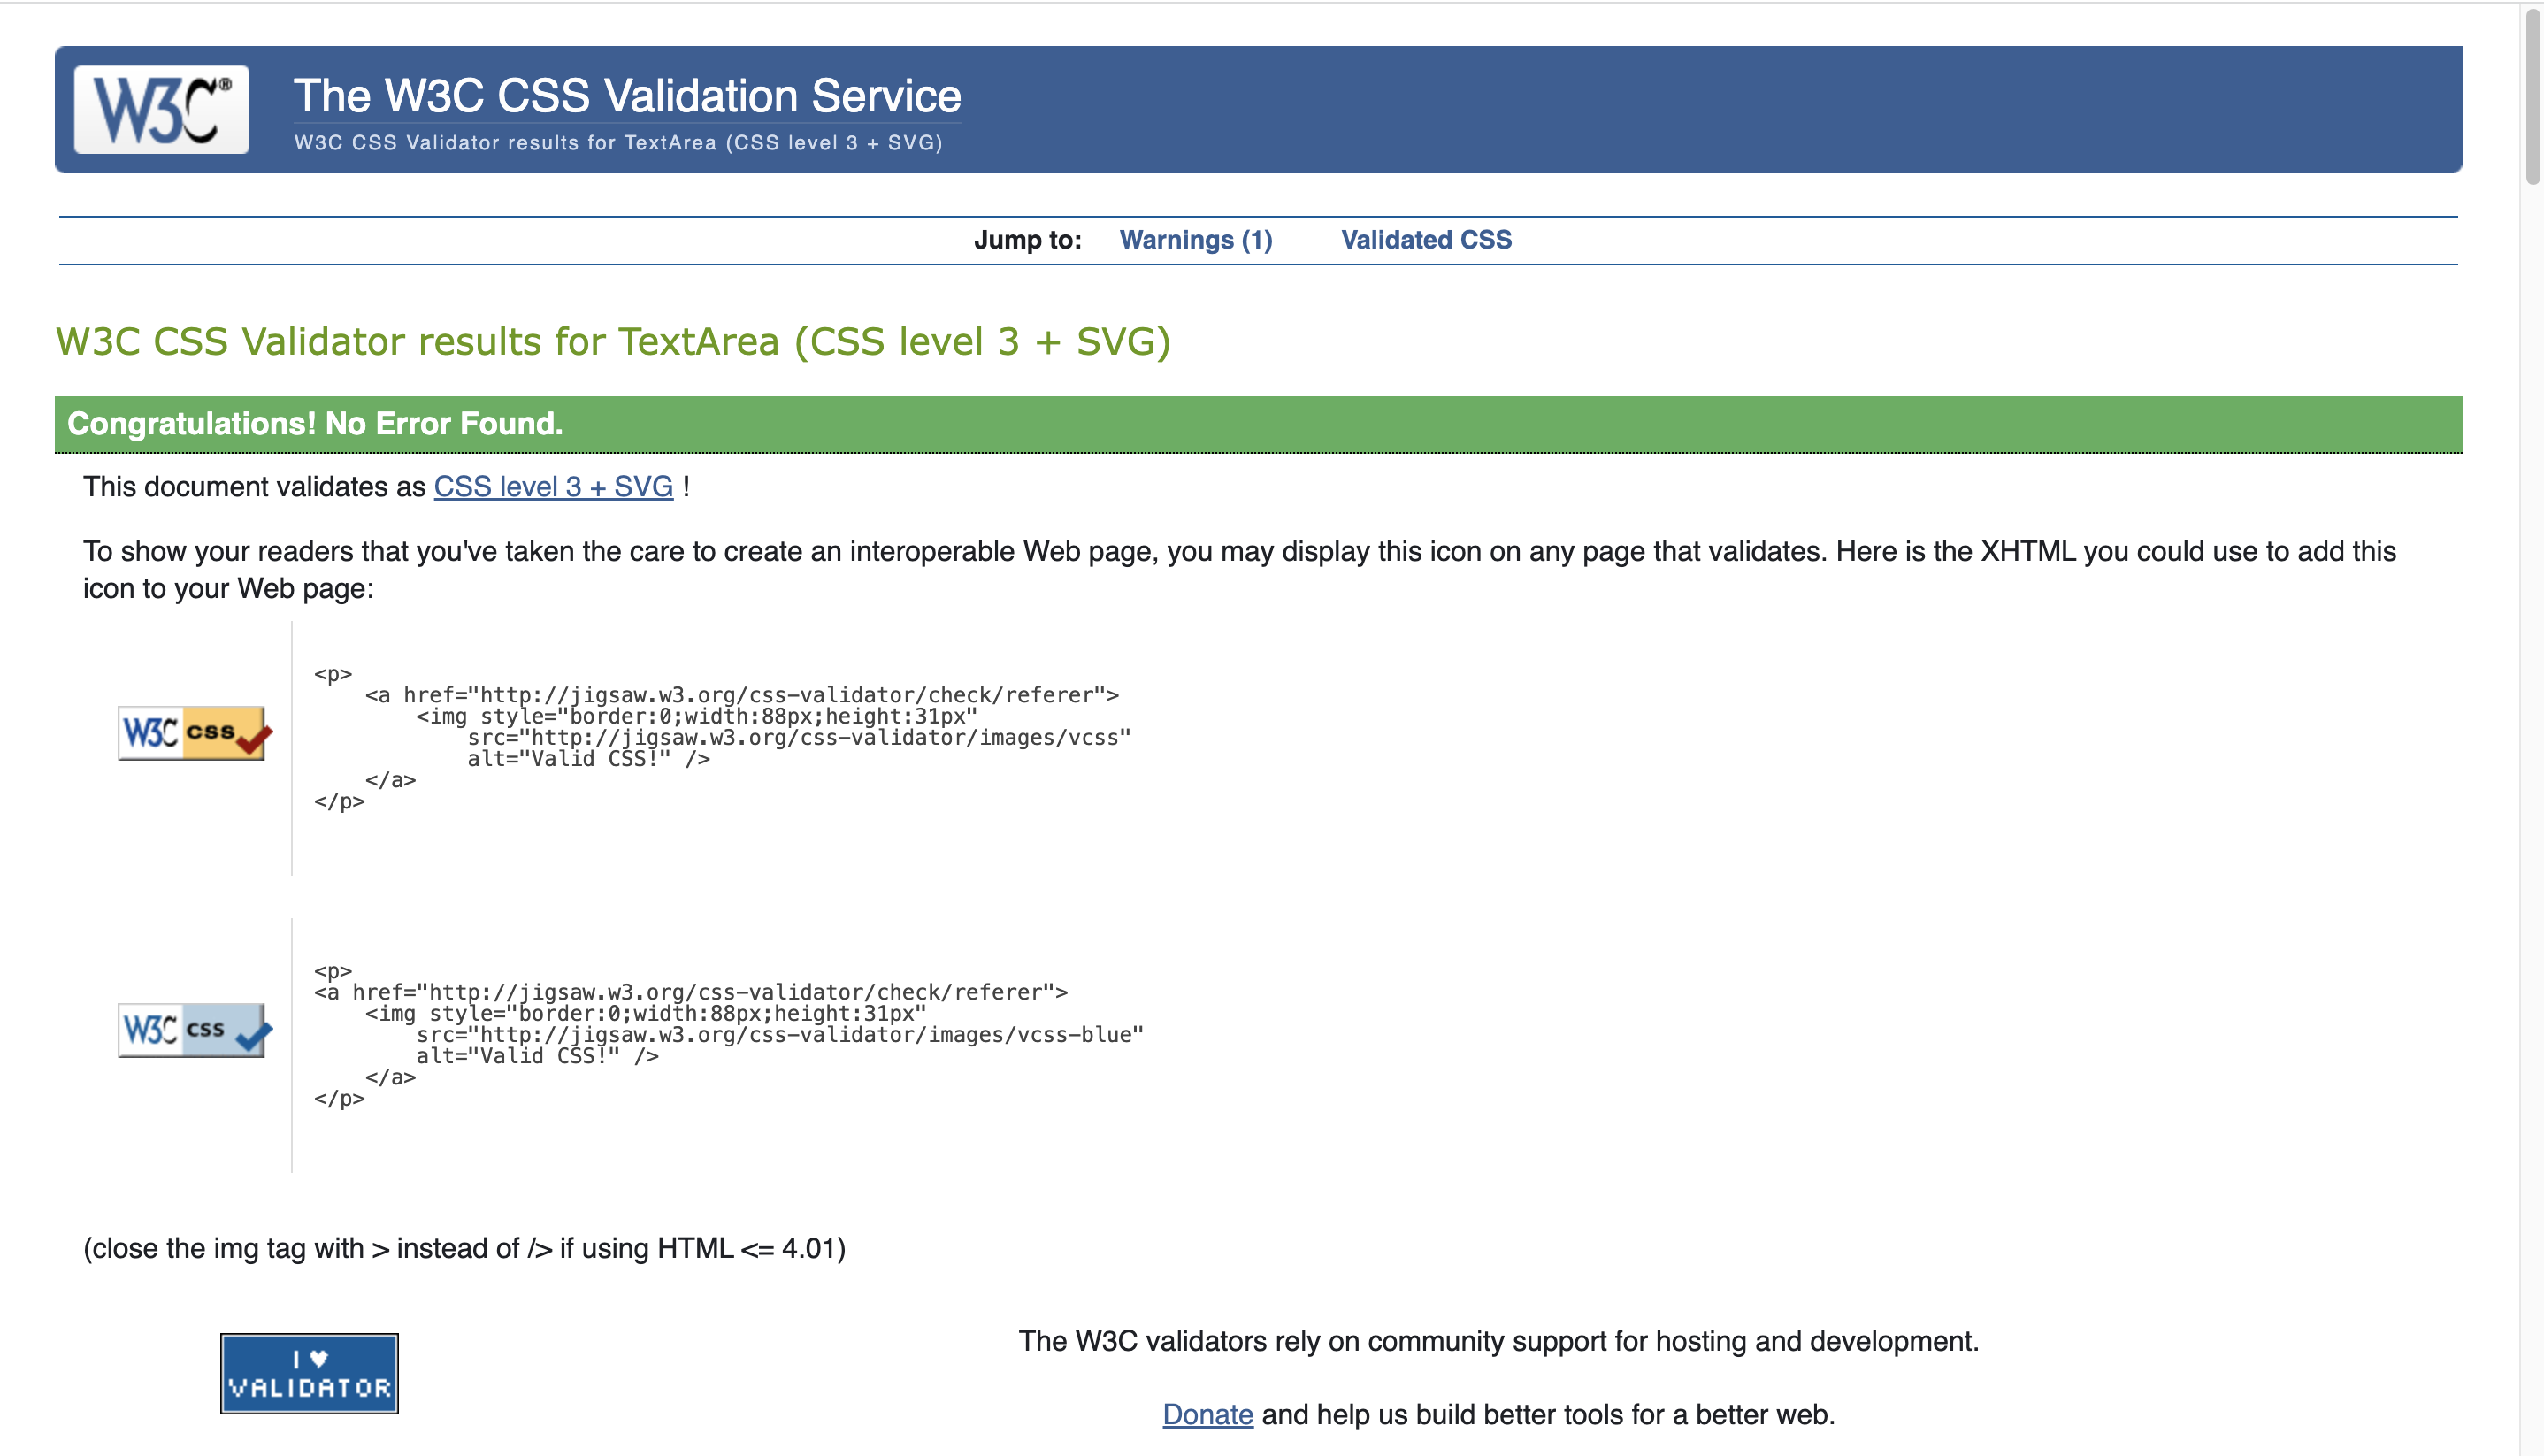 W3C®
The W3C CSS Validation Service
W3C CSS Validator results for TextArea (CSS level 3 + SVG)
Jump to: Warnings (1) Validated CSS
W3C CSS Validator results for TextArea (CSS level 3 + SVG)
Congratulations! No Error Found.
This document validates as CSS level 3 + SVG !
To show your readers that you've taken the care to create an interoperable Web page, you may display this icon on any page that validates. Here is the XHTML you could use to add this
icon to your Web page:
W3C css
<p>
    <a href="http://jigsaw.w3.org/css-validator/check/referer">
        <img style="border:0;width:88px;height:31px"
            src="http://jigsaw.w3.org/css-validator/images/vcss"
            alt="Valid CSS!" />
    </a>
</p>
W3C css
<p>
<a href="http://jigsaw.w3.org/css-validator/check/referer">
    <img style="border:0;width:88px;height:31px"
        src="http://jigsaw.w3.org/css-validator/images/vcss-blue"
        alt="Valid CSS!" />
    </a>
</p>
(close the img tag with > instead of /> if using HTML <= 4.01)
I ♥
VALIDATOR
The W3C validators rely on community support for hosting and development.
Donate and help us build better tools for a better web.